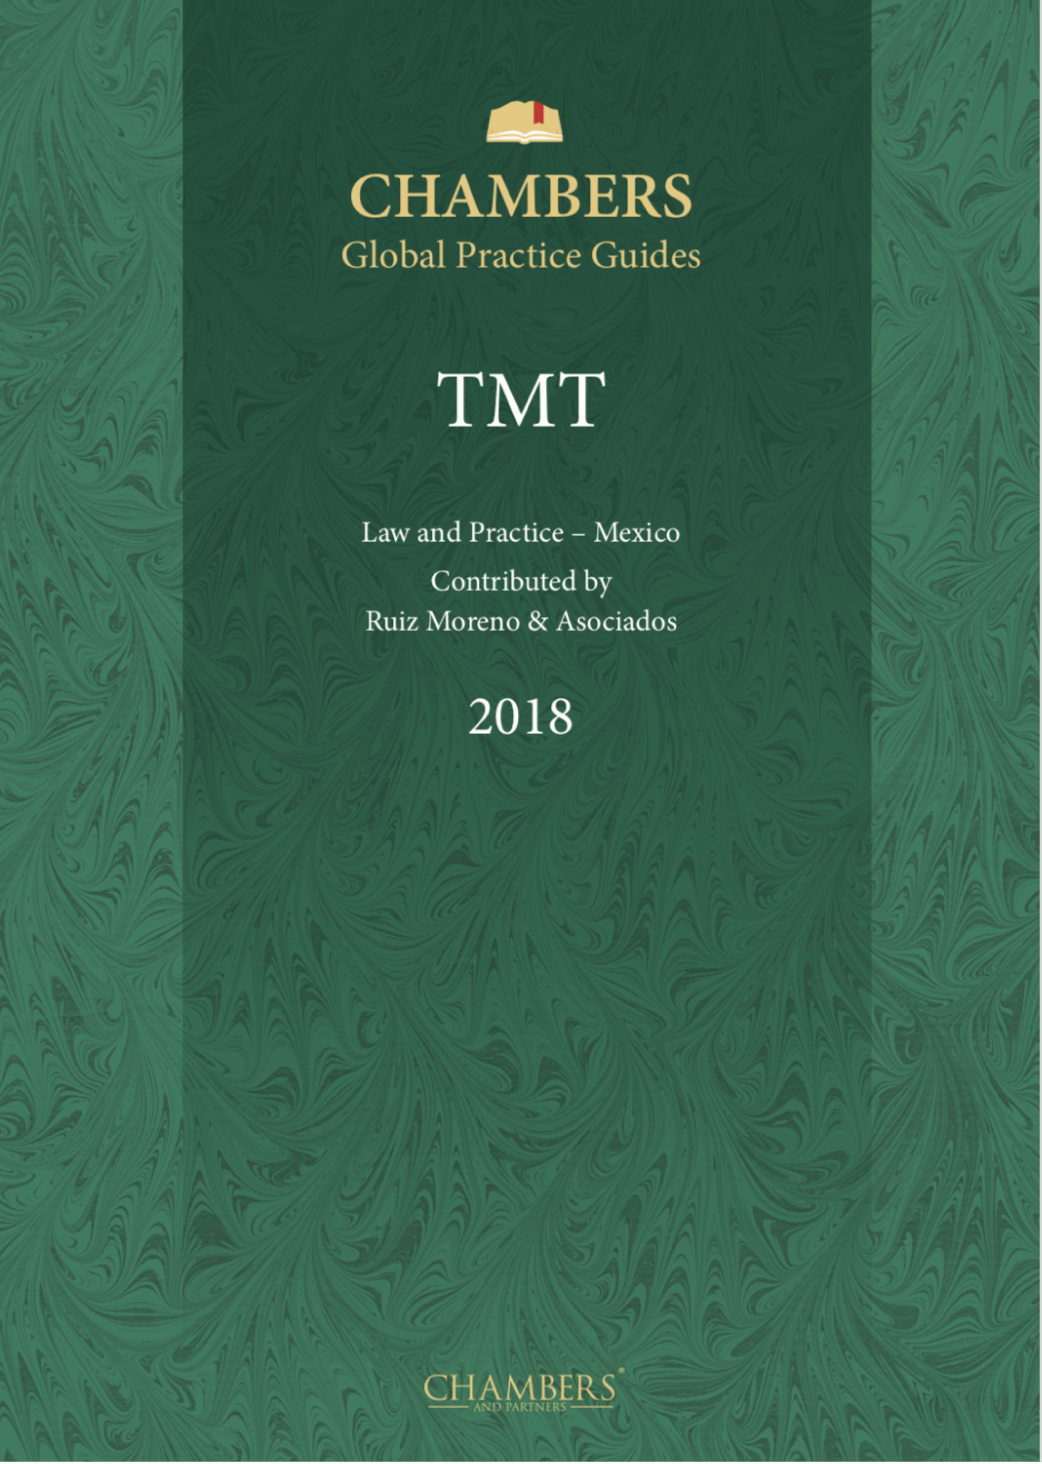 CHAMBERS
Global Practice Guides
TMT
Law and Practice – Mexico
Contributed by
Ruiz Moreno & Asociados
2018
CHAMBERS®
AND PARTNERS